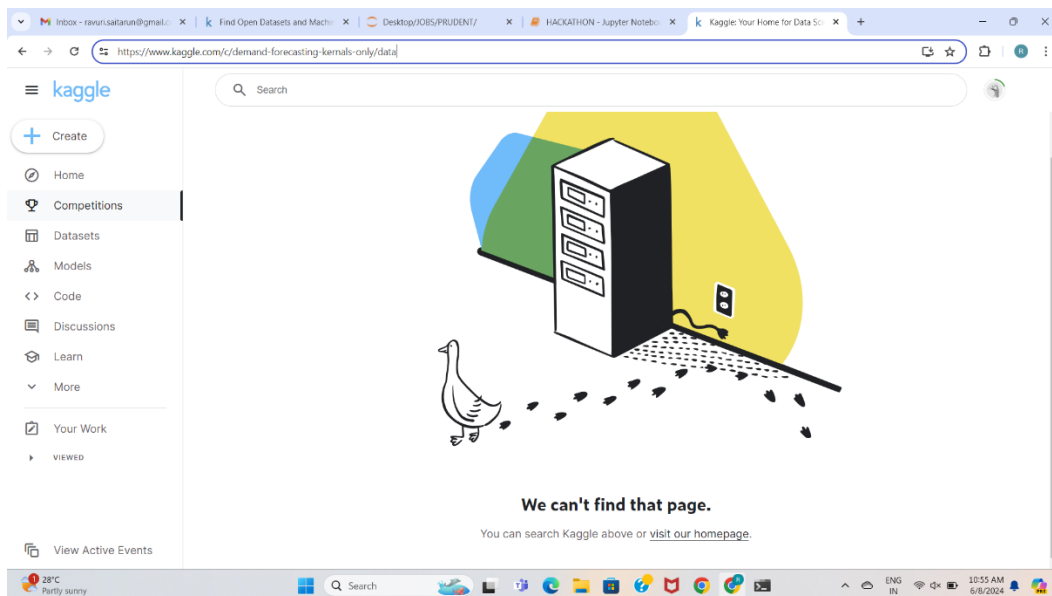 Inbox - ravuri.saitarun@gmail.c
Find Open Datasets and Machin
Desktop/JOBS/PRUDENT/
HACKATHON - Jupyter Noteboo
Kaggle: Your Home for Data Sci
https://www.kaggle.com/c/demand-forecasting-kernals-only/data
R
kaggle
Search
Create
Home
Competitions
Datasets
Models
Code
Discussions
Learn
More
Your Work
VIEWED
We can't find that page.
You can search Kaggle above or visit our homepage.
View Active Events
1
28°C
Partly sunny
Search
ENG
IN
10:55 AM
6/8/2024